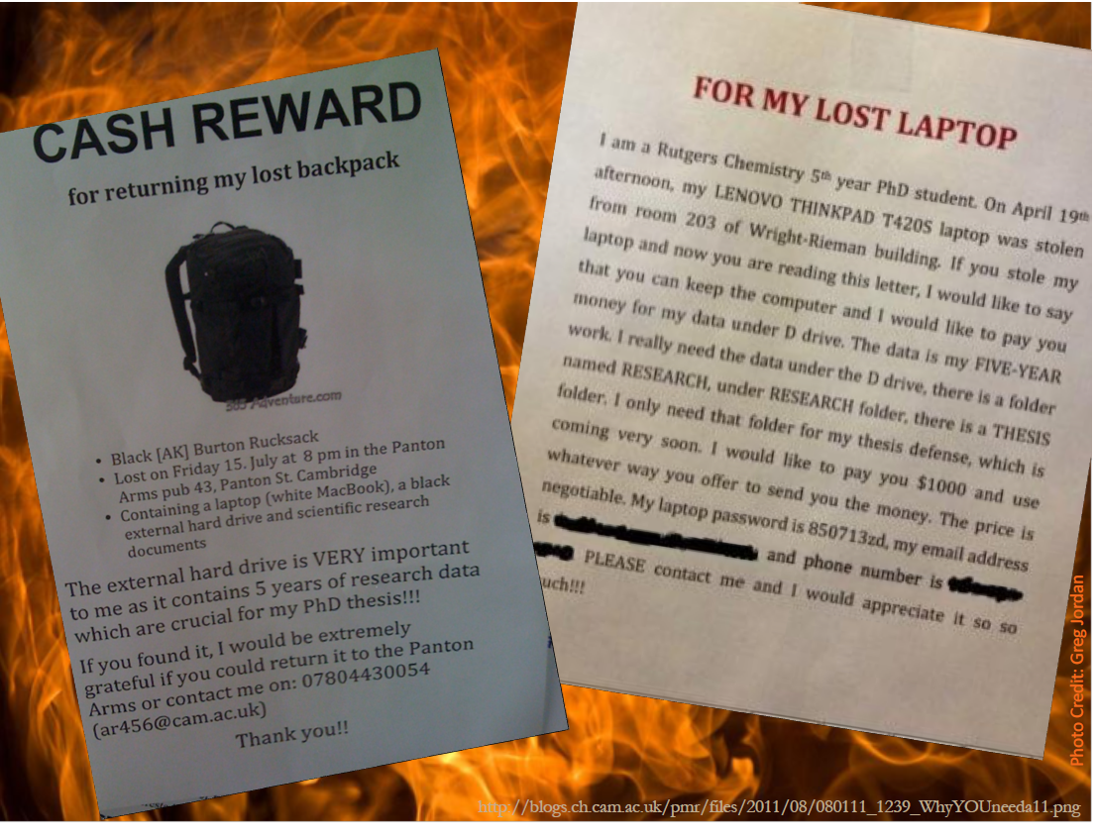 CASH REWARD
for returning my lost backpack
Adventure.com
• Black [AK] Burton Rucksack
• Lost on Friday 15. July at 8 pm in the Panton
Arms pub 43, Panton St. Cambridge
• Containing a laptop (white MacBook), a black
external hard drive and scientific research
documents
The external hard drive is VERY important
to me as it contains 5 years of research data
which are crucial for my PhD thesis!!!
If you found it, I would be extremely
grateful if you could return it to the Panton
Arms or contact me on: 07804430054
(ar456@cam.ac.uk)
Thank you!!
FOR MY LOST LAPTOP
I am a Rutgers Chemistry 5th year PhD student. On April 19th
afternoon, my LENOVO THINKPAD T420S laptop was stolen
from room 203 of Wright-Rieman building. If you stole my
laptop and now you are reading this letter, I would like to say
that you can keep the computer and I would like to pay you
money for my data under D drive. The data is my FIVE-YEAR
work. I really need the data under the D drive, there is a folder
named RESEARCH, under RESEARCH folder, there is a THESIS
folder. I only need that folder for my thesis defense, which is
coming very soon. I would like to pay you $1000 and use
whatever way you offer to send you the money. The price is
negotiable. My laptop password is 850713zd, my email address
is and phone number is
PLEASE contact me and I would appreciate it so so
uch!!!
Photo Credit: Greg Jordan
http://blogs.ch.cam.ac.uk/pmr/files/2011/08/080111_1239_WhyYOUneeda11.png